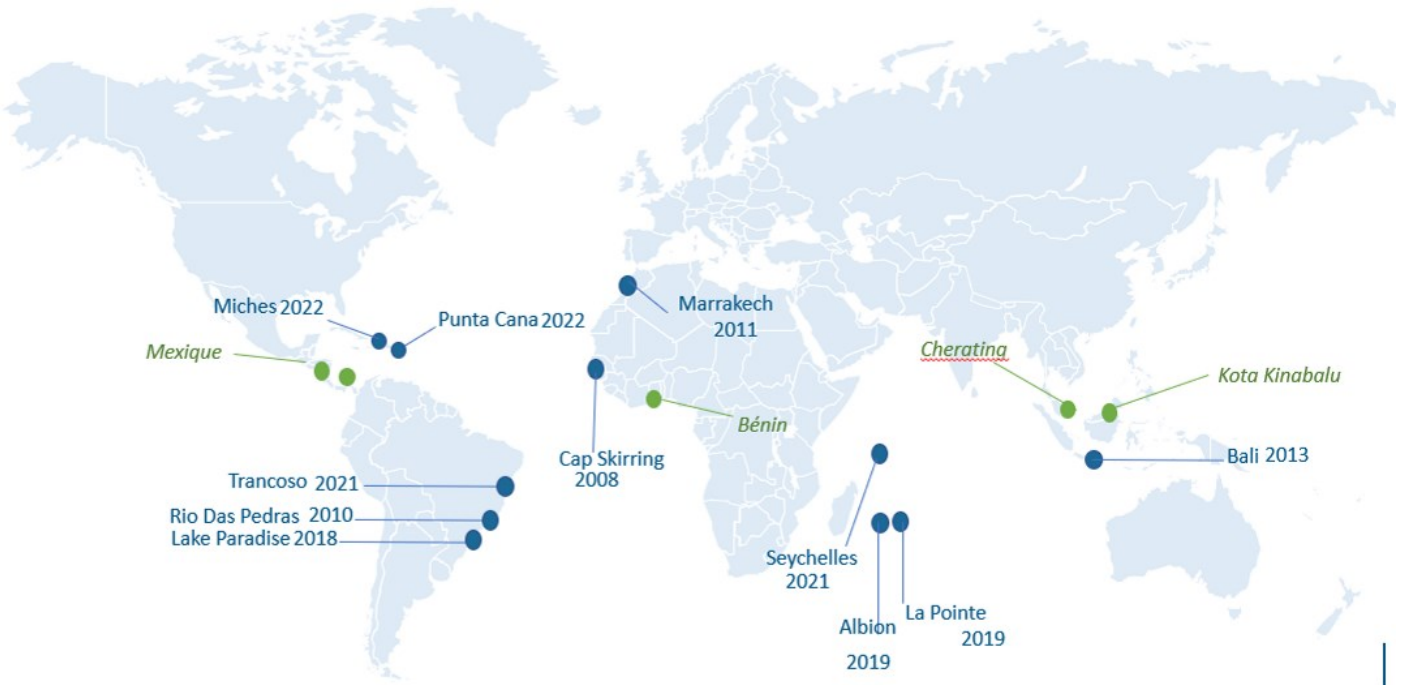 Miches 2022
Punta Cana 2022
Marrakech
2011
Mexique
Cherating
Kota Kinabalu
Bénin
Cap Skirring
2008
Bali 2013
Trancoso 2021
Rio Das Pedras 2010
Lake Paradise 2018
Seychelles
2021
La Pointe
2019
Albion
2019